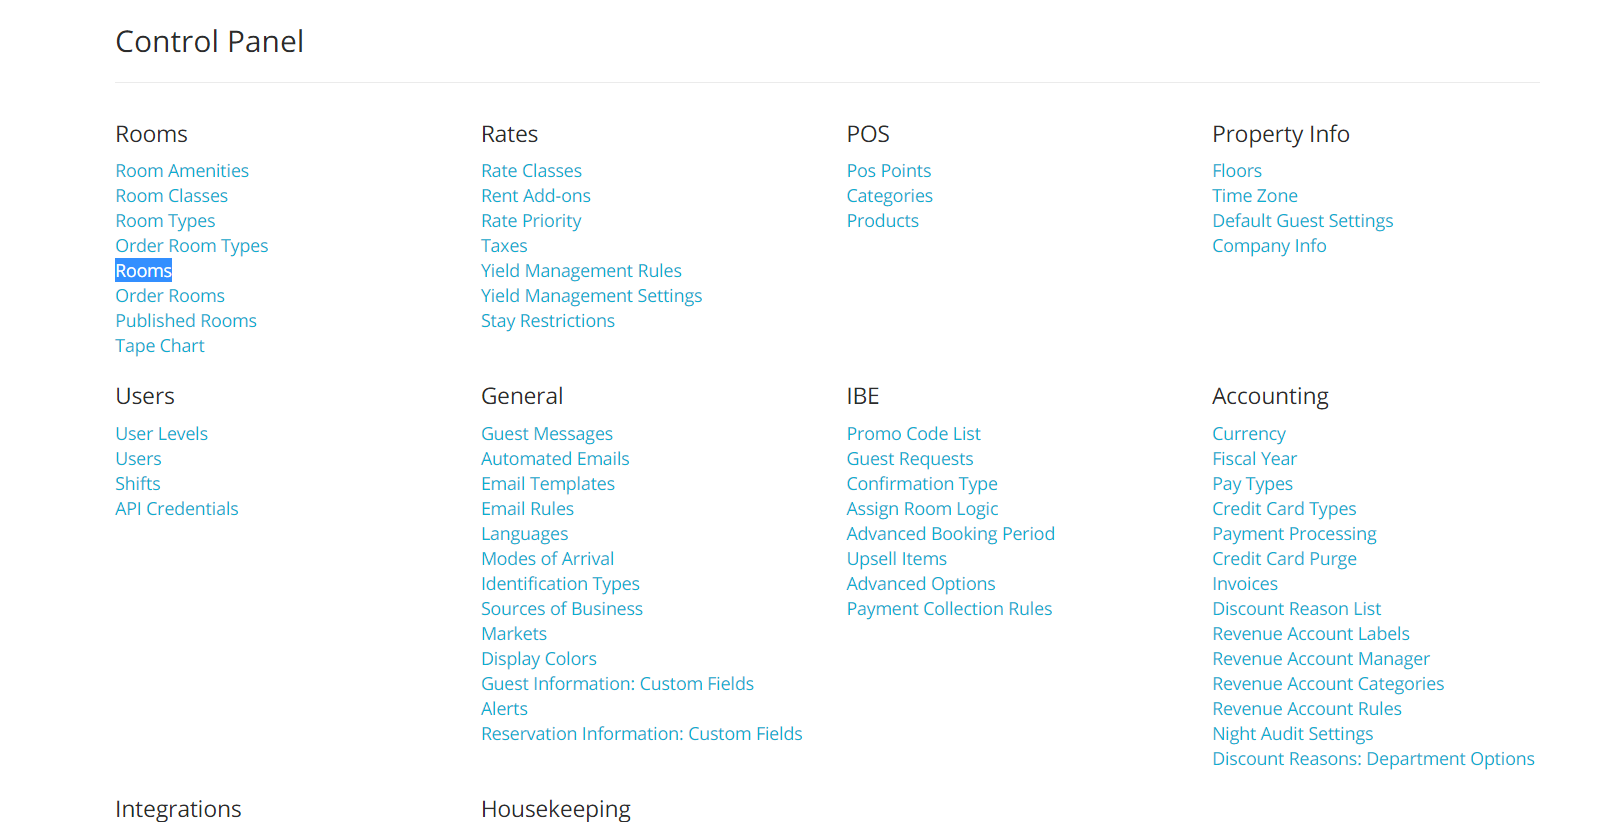 Control Panel
Rooms
Room Amenities
Room Classes
Room Types
Order Room Types
Rooms
Order Rooms
Published Rooms
Tape Chart
Rates
Rate Classes
Rent Add-ons
Rate Priority
Taxes
Yield Management Rules
Yield Management Settings
Stay Restrictions
POS
Pos Points
Categories
Products
Property Info
Floors
Time Zone
Default Guest Settings
Company Info
Users
User Levels
Users
Shifts
API Credentials
General
Guest Messages
Automated Emails
Email Templates
Email Rules
Languages
Modes of Arrival
Identification Types
Sources of Business
Markets
Display Colors
Guest Information: Custom Fields
Alerts
Reservation Information: Custom Fields
IBE
Promo Code List
Guest Requests
Confirmation Type
Assign Room Logic
Advanced Booking Period
Upsell Items
Advanced Options
Payment Collection Rules
Accounting
Currency
Fiscal Year
Pay Types
Credit Card Types
Payment Processing
Credit Card Purge
Invoices
Discount Reason List
Revenue Account Labels
Revenue Account Manager
Revenue Account Categories
Revenue Account Rules
Night Audit Settings
Discount Reasons: Department Options
Integrations
Housekeeping